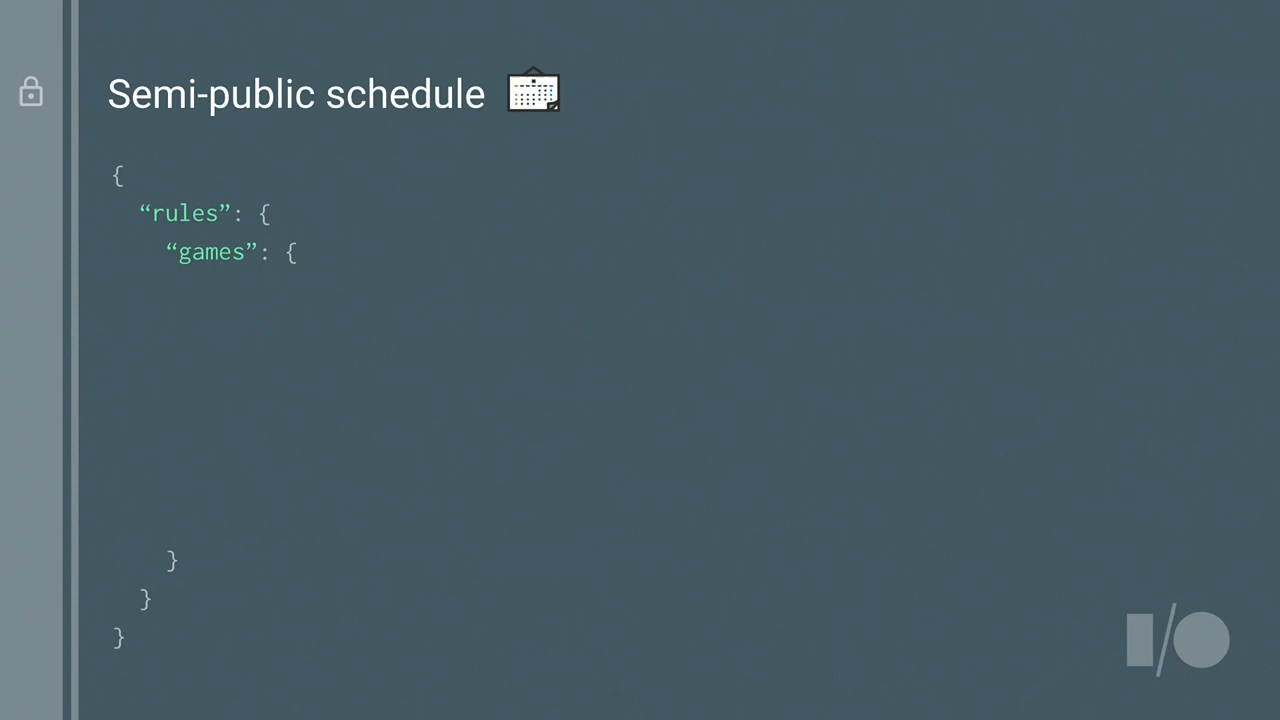 Semi-public schedule
{
“rules”: {
“games”: {
}
}
}
I/O